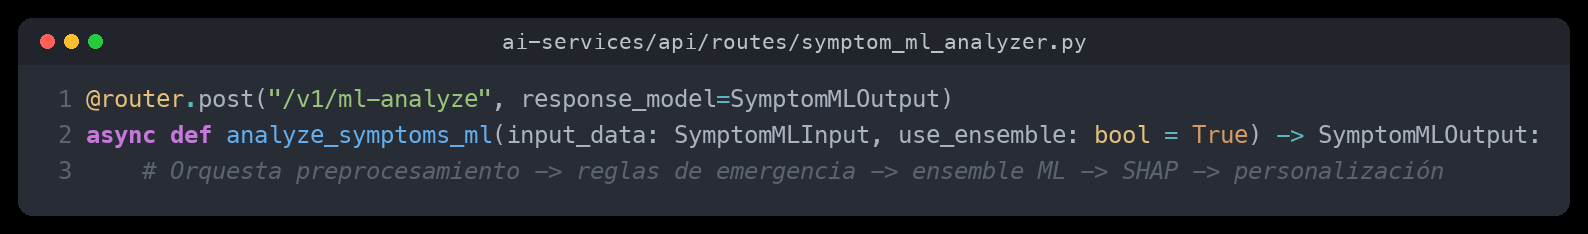 ai-services/api/routes/symptom_ml_analyzer.py
1 @router.post("/v1/ml-analyze", response_model=SymptomMLOutput)
2 async def analyze_symptoms_ml(input_data: SymptomMLInput, use_ensemble: bool = True) -> SymptomMLOutput:
3     # Orquesta preprocesamiento -> reglas de emergencia -> ensemble ML -> SHAP -> personalización